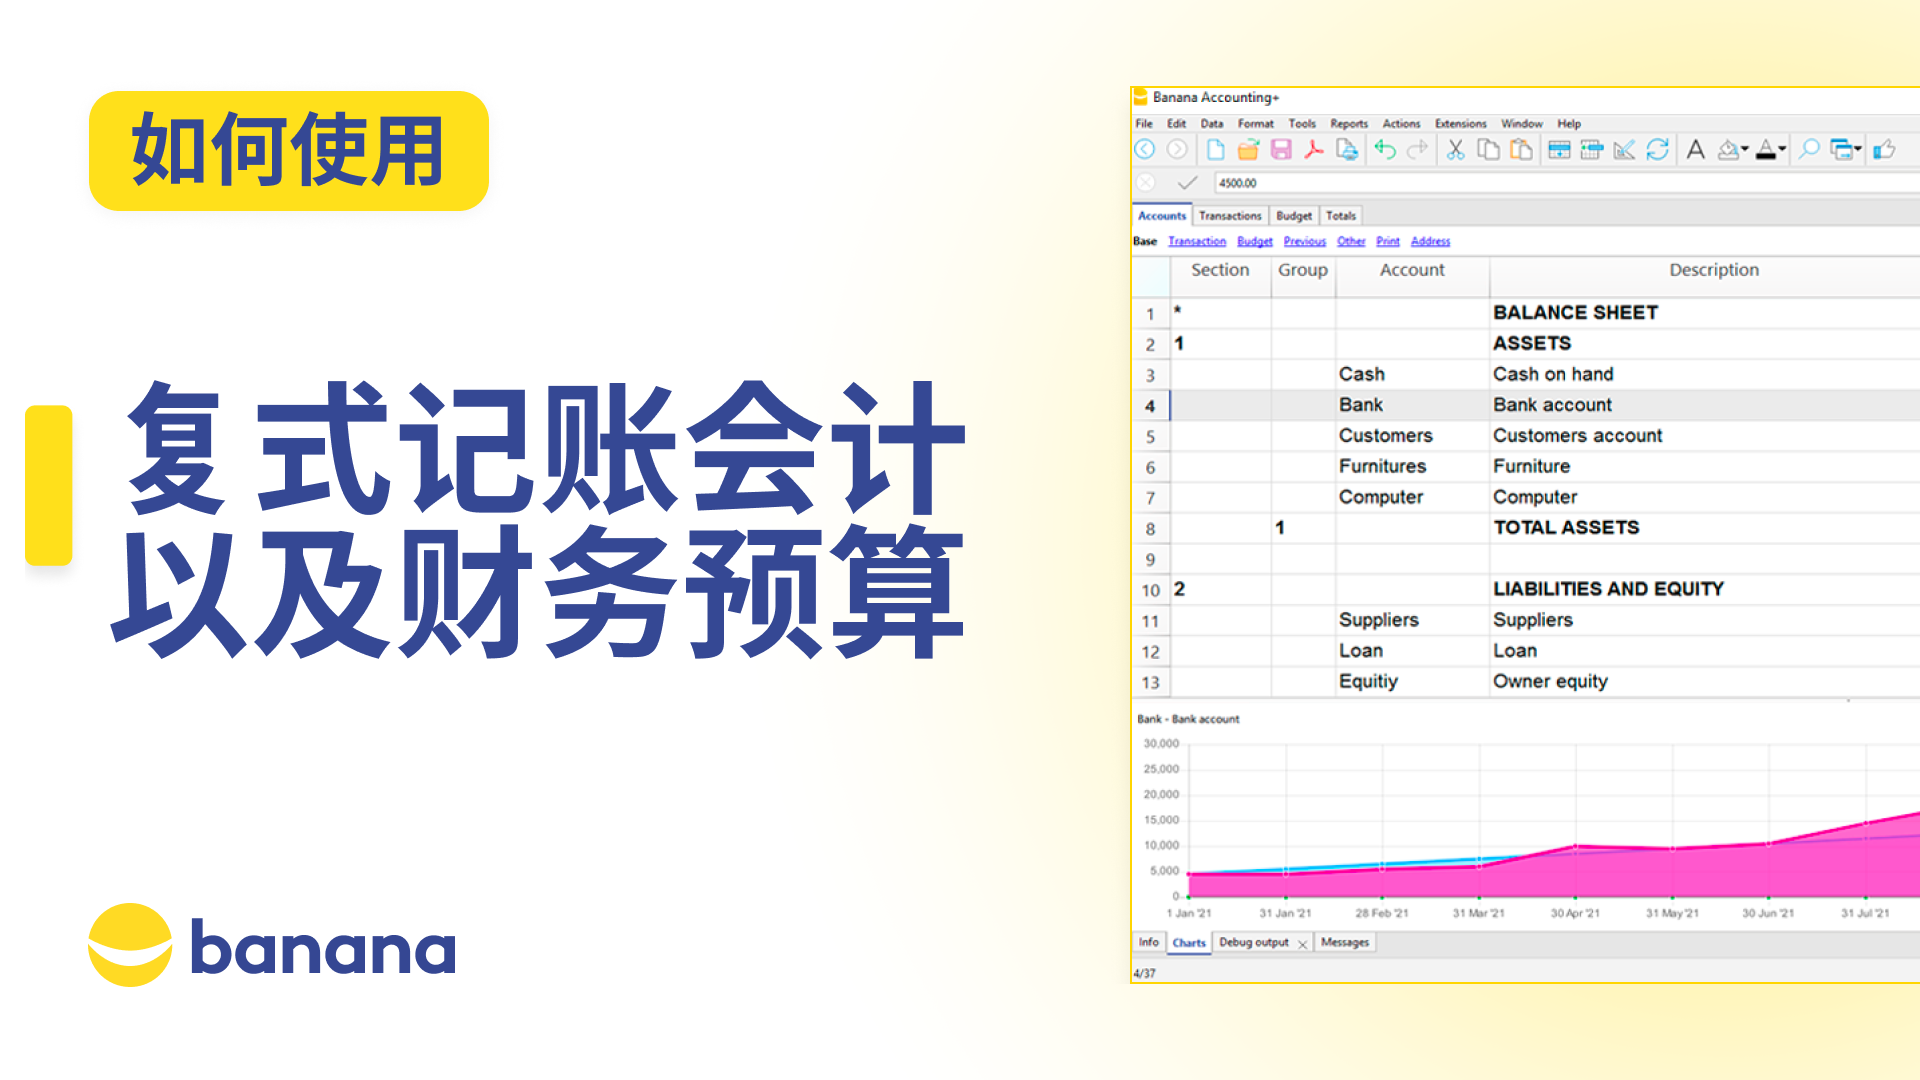 如何使用
复式记账会计
以及财务预算
banana
Banana Accounting+
File Edit Data Format Tools Reports Actions Extensions Window Help
4500.00
Accounts Transactions Budget Totals
Base Transaction Budget Previous Other Print Address
Section Group Account Description
1 * BALANCE SHEET
2 1 ASSETS
3 Cash Cash on hand
4 Bank Bank account
5 Customers Customers account
6 Furnitures Furniture
7 Computer Computer
8 1 TOTAL ASSETS
9
10 2 LIABILITIES AND EQUITY
11 Suppliers Suppliers
12 Loan Loan
13 Equitiy Owner equity
Bank - Bank account
30,000
25,000
20,000
15,000
10,000
5,000
0
1 Jan '21 31 Jan '21 28 Feb '21 31 Mar '21 30 Apr '21 31 May '21 30 Jun '21 31 Jul '21
Info Charts Debug output Messages
4/37